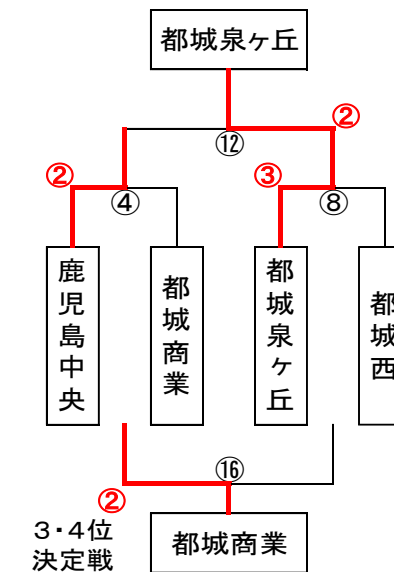 都城泉ヶ丘
②
⑫
② ③
④ ⑧
鹿児島中央
都城商業
都城泉ヶ丘
都城西
⑯
②
3・4位
決定戦
都城商業